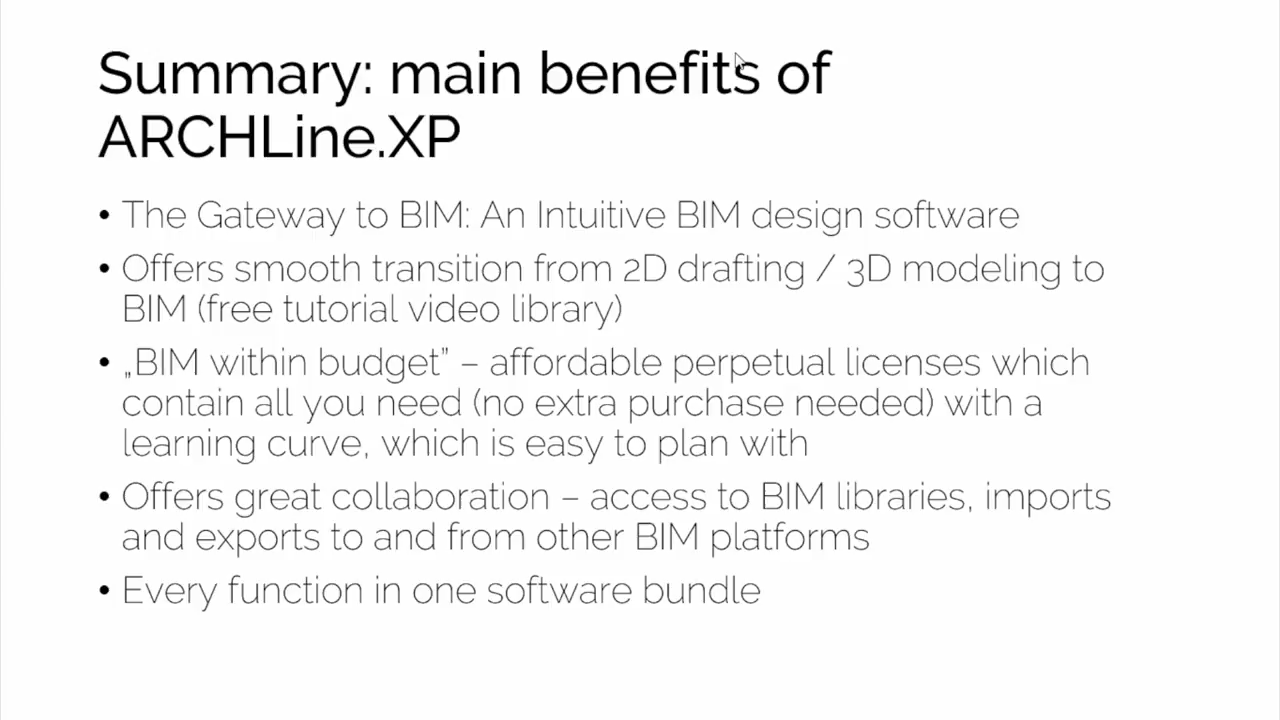 Summary: main benefits of
ARCHLine.XP
• The Gateway to BIM: An Intuitive BIM design software
• Offers smooth transition from 2D drafting / 3D modeling to
BIM (free tutorial video library)
• „BIM within budget” – affordable perpetual licenses which
contain all you need (no extra purchase needed) with a
learning curve, which is easy to plan with
• Offers great collaboration – access to BIM libraries, imports
and exports to and from other BIM platforms
• Every function in one software bundle